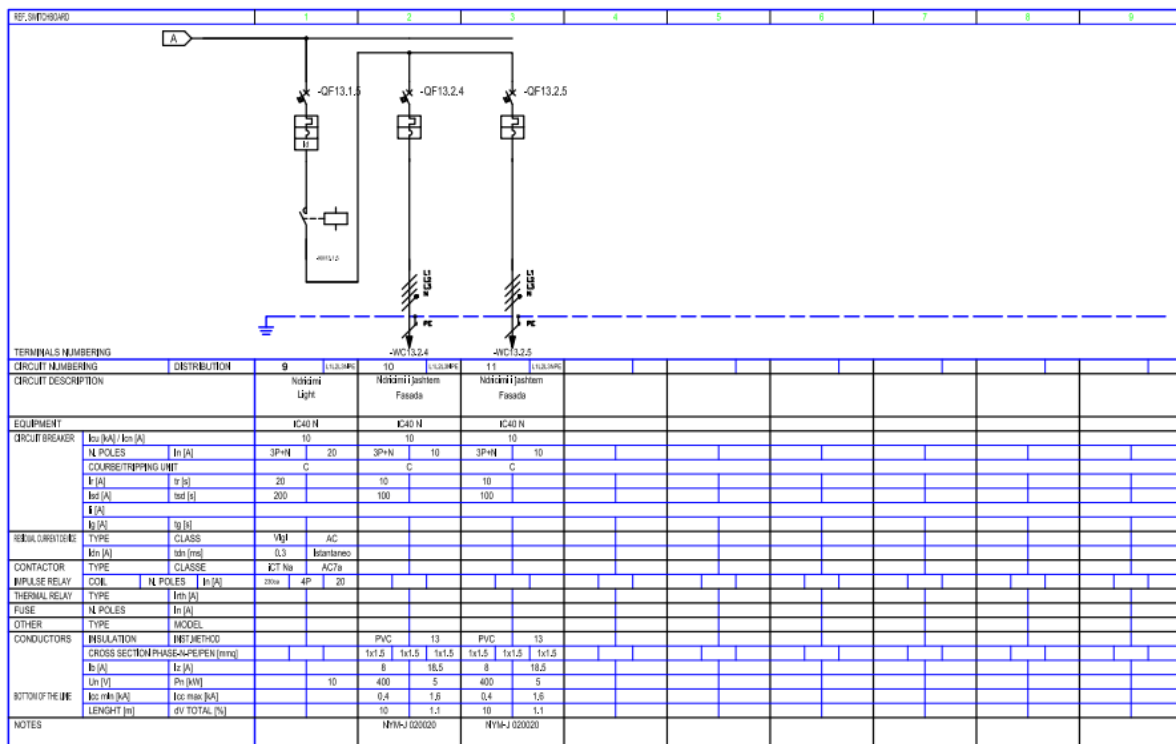 REF. SWITCHBOARD 1 2 3 4 5 6 7 8 9
A
-QF13.1.5 -QF13.2.4 -QF13.2.5
Id
N N
PE PE
TERMINALS NUMBERING -WC13.2.4 -WC13.2.5
CIRCUIT NUMBERING DISTRIBUTION 9 L1L2L3NPE 10 L1L2L3NPE 11 L1L2L3NPE
CIRCUIT DESCRIPTION Ndricimi Ndricimi i jashtem Ndricimi i jashtem
Light Fasada Fasada
EQUIPMENT iC40 N iC40 N iC40 N
CIRCUIT BREAKER Icu [kA] / Icn [A] 10 10 10
N. POLES In [A] 3P+N 20 3P+N 10 3P+N 10
COURBE/TRIPPING UNIT C C C
Ir [A] tr [s] 20 10 10
Isd [A] tsd [s] 200 100 100
Ii [A]
Ig [A] tg [s]
RESIDUAL CURRENT DEVICE TYPE CLASS Vigi AC
Idn [A] tdn [ms] 0.3 Istantaneo
CONTACTOR TYPE CLASSE iCT Na AC7a
IMPULSE RELAY COIL N. POLES In [A] 4P 20
THERMAL RELAY TYPE Irth [A]
FUSE N. POLES In [A]
OTHER TYPE MODEL
CONDUCTORS INSULATION INST.METHOD PVC 13 PVC 13
CROSS SECTION PHASE-N-PE/PEN [mmq] 1x1.5 1x1.5 1x1.5 1x1.5 1x1.5 1x1.5
Ib [A] Iz [A] 8 18.5 8 18.5
Un [V] Pn [kW] 10 400 5 400 5
BOTTOM OF THE LINE Icc min [kA] Icc max [kA] 0,4 1,6 0,4 1,6
LENGHT [m] dV TOTAL [%] 10 1.1 10 1.1
NOTES NYM-J 020020 NYM-J 020020